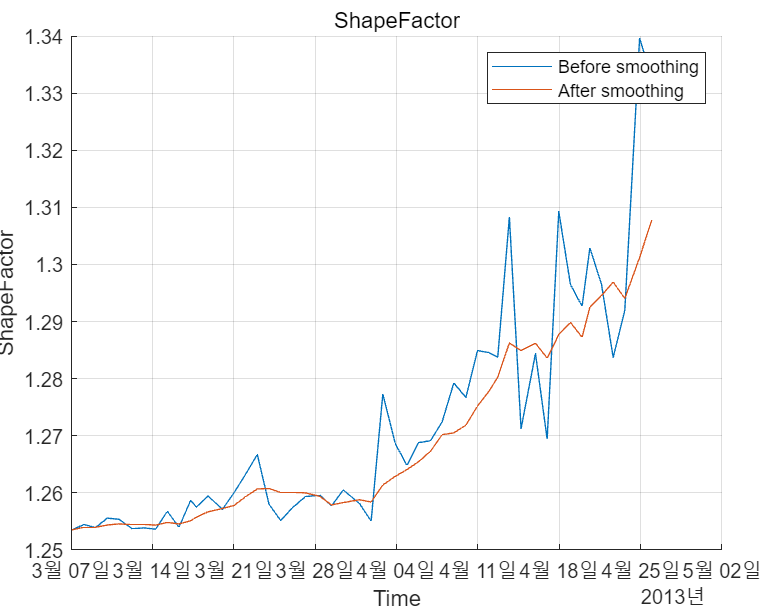 ShapeFactor
Before smoothing
After smoothing
1.34
1.33
1.32
1.31
1.3
1.29
1.28
1.27
1.26
1.25
ShapeFactor
3월 07일 3월 14일 3월 21일 3월 28일 4월 04일 4월 11일 4월 18일 4월 25일 5월 02일
2013년
Time